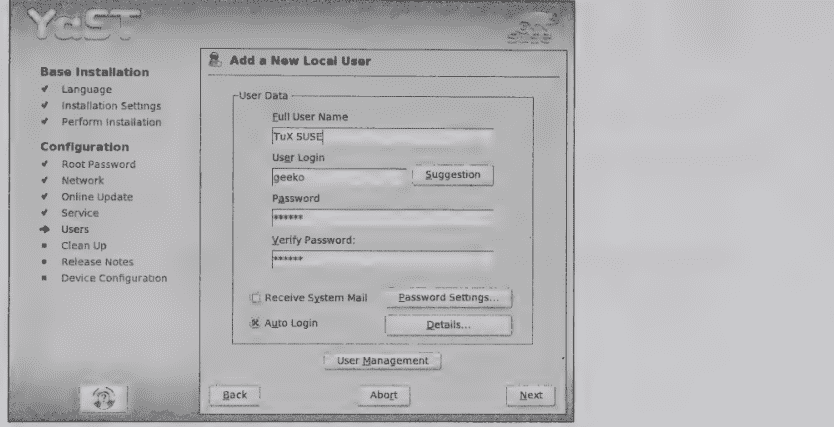 YaST
SUSE
Base Installation
Language
Installation Settings
Perform Installation
Configuration
Root Password
Network
Online Update
Service
Users
Clean Up
Release Notes
Device Configuration
Add a New Local User
User Data
Full User Name
TuX SUSE
User Login
geeko
Suggestion
Password
******
Verify Password:
******
Receive System Mail
Password Settings...
Auto Login
Details...
User Management
Back
Abort
Next